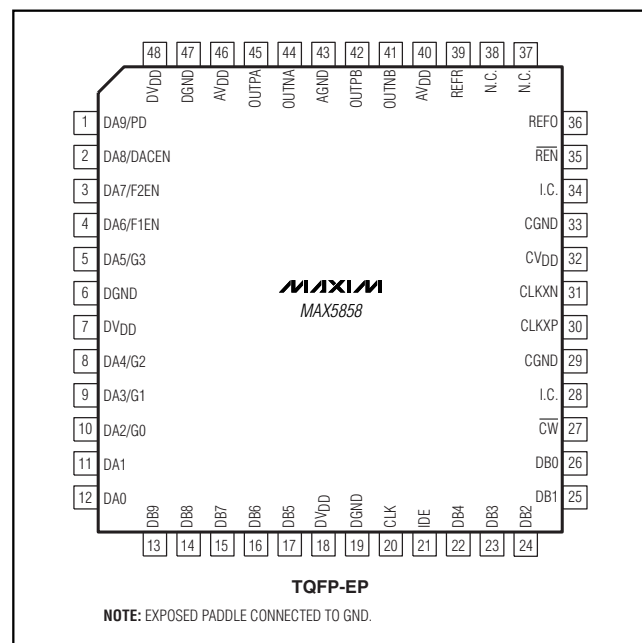 48 47 46 45 44 43 42 41 40 39 38 37
DVDD DGND AVDD OUTPA OUTNA AGND OUTPB OUTNB AVDD REFR N.C. N.C.
1 DA9/PD
2 DA8/DACEN
3 DA7/F2EN
4 DA6/F1EN
5 DA5/G3
6 DGND
7 DVDD
8 DA4/G2
9 DA3/G1
10 DA2/G0
11 DA1
12 DA0
MAXIM
MAX5858
REFO 36
REN 35
I.C. 34
CGND 33
CVDD 32
CLKXN 31
CLKXP 30
CGND 29
I.C. 28
CW 27
DB0 26
DB1 25
DB9 DB8 DB7 DB6 DB5 DVDD DGND CLK IDE DB4 DB3 DB2
13 14 15 16 17 18 19 20 21 22 23 24
TQFP-EP
NOTE: EXPOSED PADDLE CONNECTED TO GND.